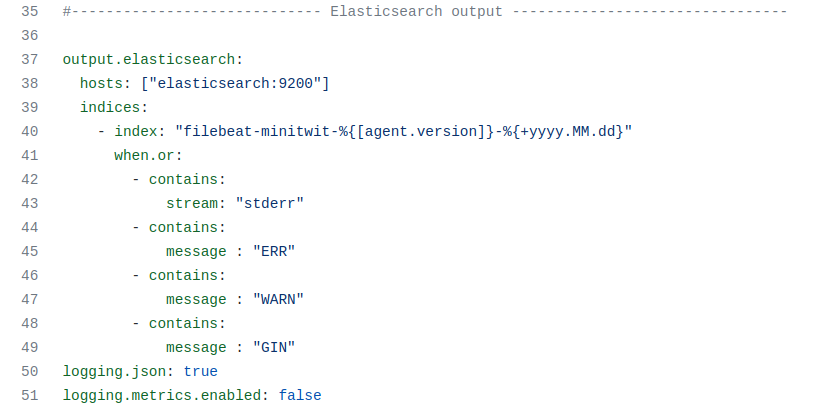 35 #----------------------------- Elasticsearch output --------------------------------
36
37 output.elasticsearch:
38   hosts: ["elasticsearch:9200"]
39   indices:
40     - index: "filebeat-minitwit-%{[agent.version]}-%{+yyyy.MM.dd}"
41       when.or:
42         - contains:
43             stream: "stderr"
44         - contains:
45             message : "ERR"
46         - contains:
47             message : "WARN"
48         - contains:
49             message : "GIN"
50 logging.json: true
51 logging.metrics.enabled: false